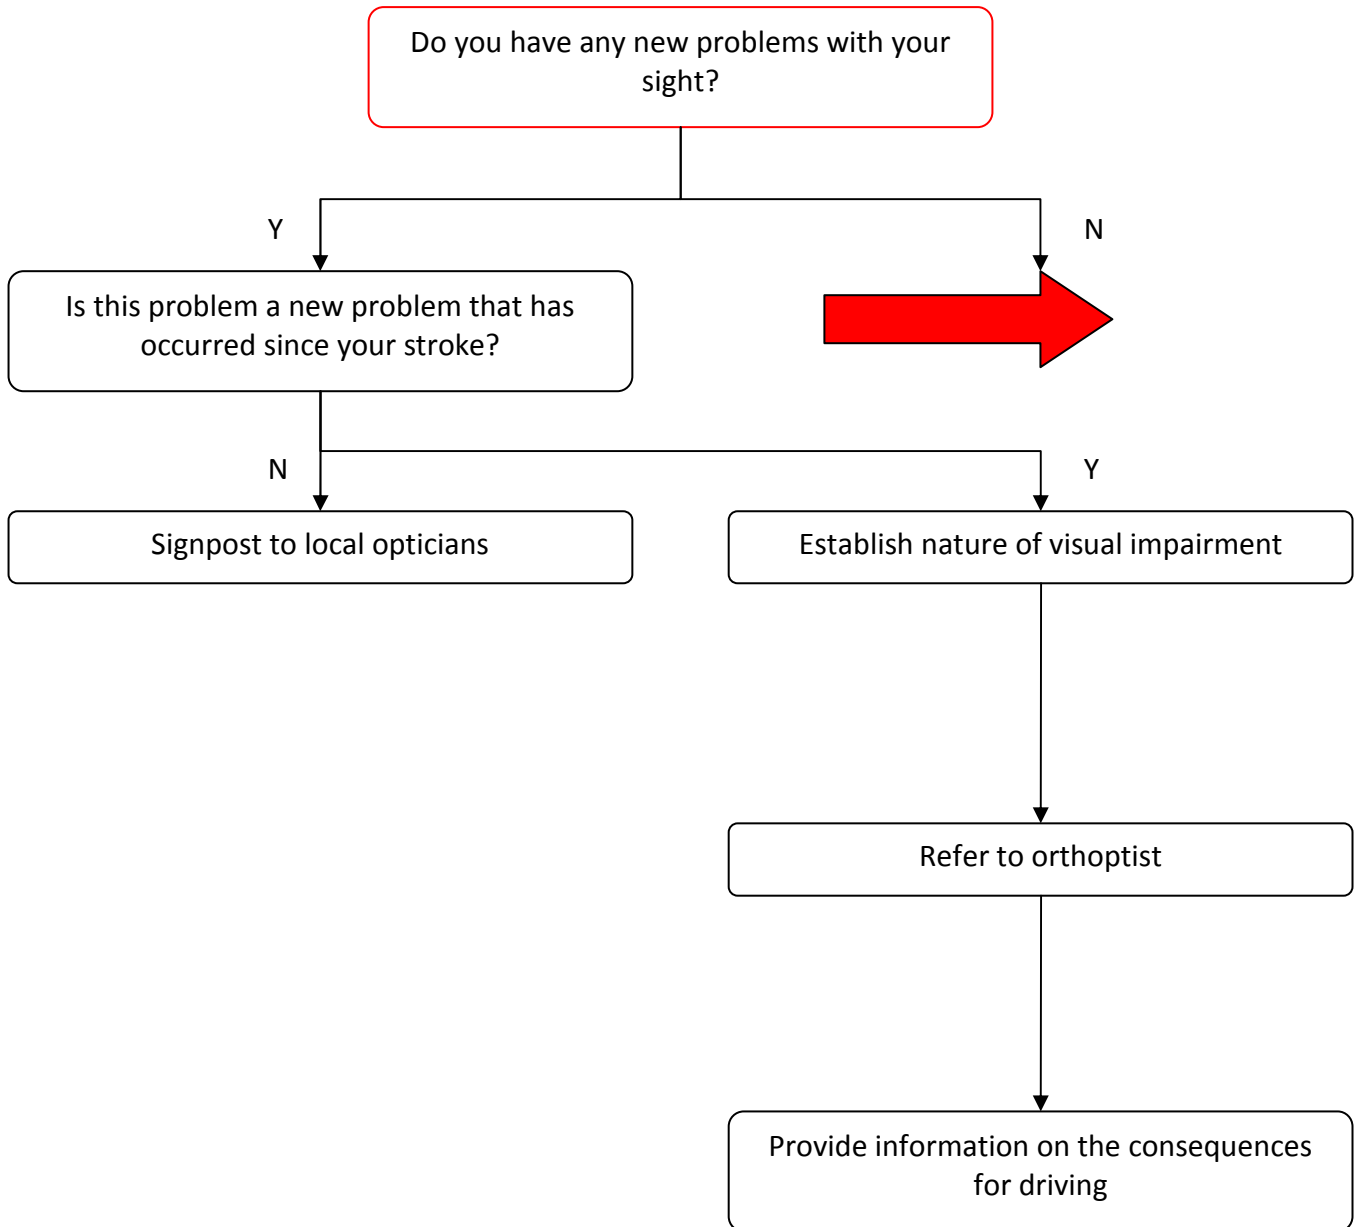 Do you have any new problems with your
sight?
Y
N
Is this problem a new problem that has
occurred since your stroke?
N
Y
Signpost to local opticians
Establish nature of visual impairment
Refer to orthoptist
Provide information on the consequences
for driving